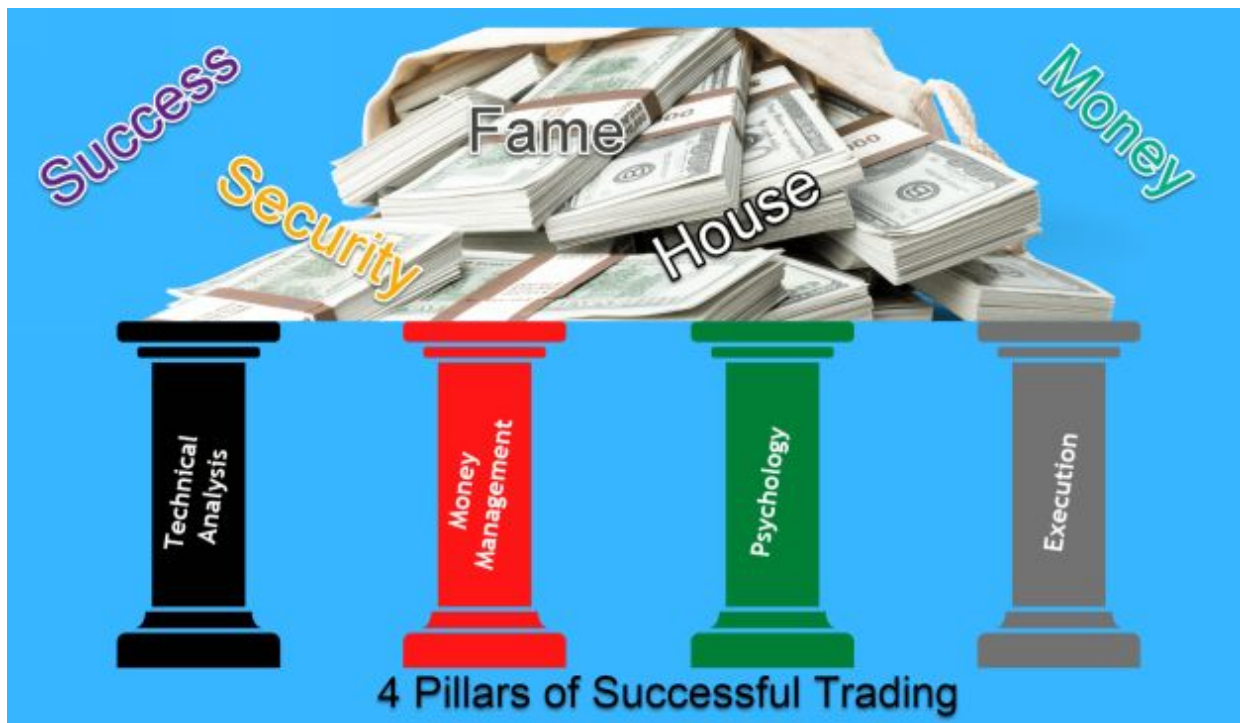 Success
Money
Fame
Security
House
Technical
Analysis
Money
Management
Psychology
Execution
4 Pillars of Successful Trading